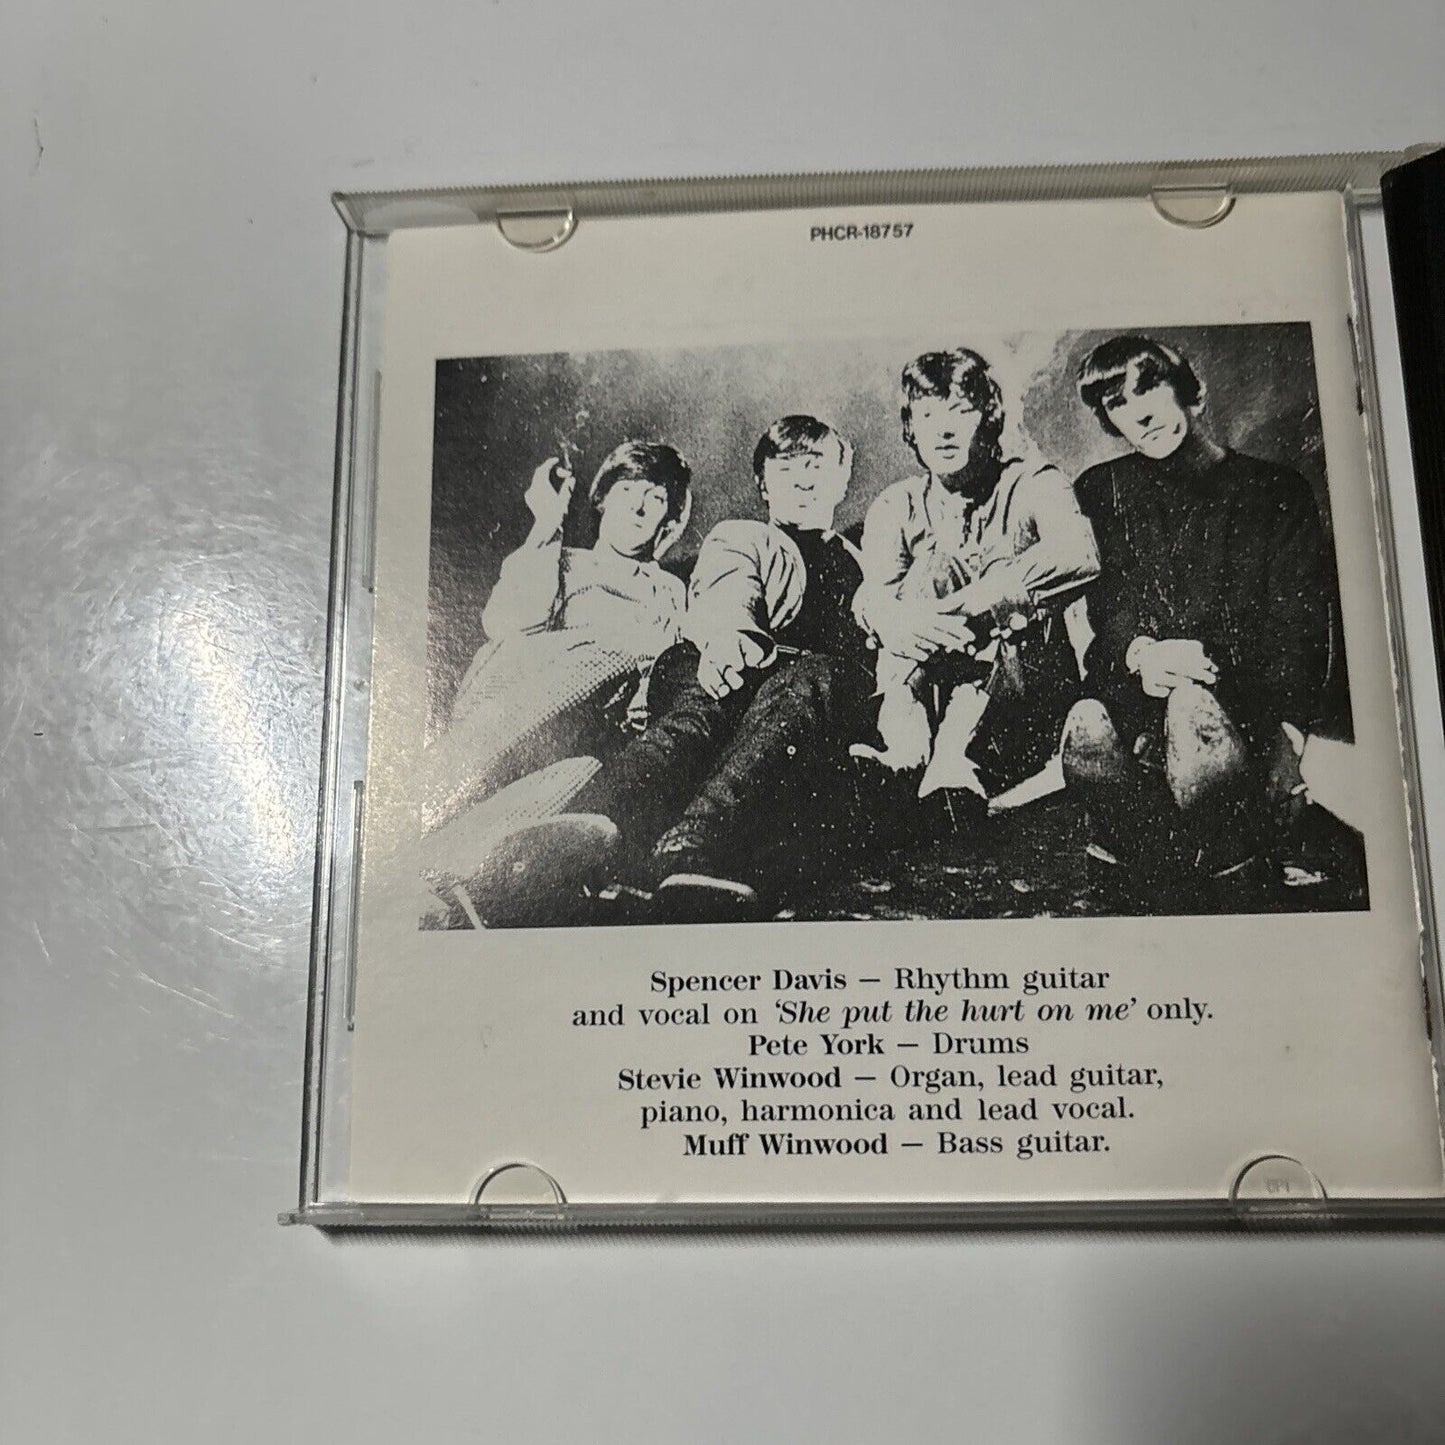 PHCR-18757
Spencer Davis — Rhythm guitar
and vocal on ‘She put the hurt on me’ only.
Pete York — Drums
Stevie Winwood — Organ, lead guitar,
piano, harmonica and lead vocal.
Muff Winwood — Bass guitar.